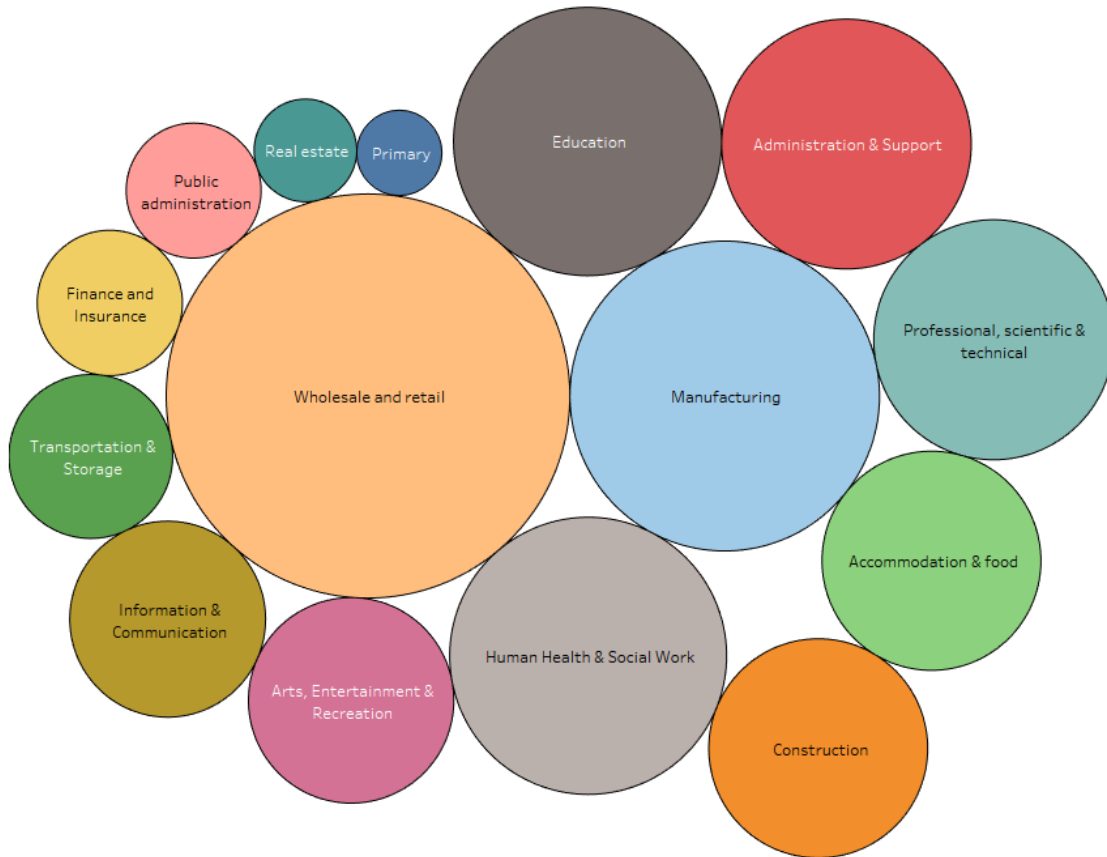 Education
Administration & Support
Real estate
Primary
Public
administration
Finance and
Insurance
Professional, scientific &
technical
Wholesale and retail
Manufacturing
Transportation &
Storage
Accommodation & food
Information &
Communication
Human Health & Social Work
Arts, Entertainment &
Recreation
Construction